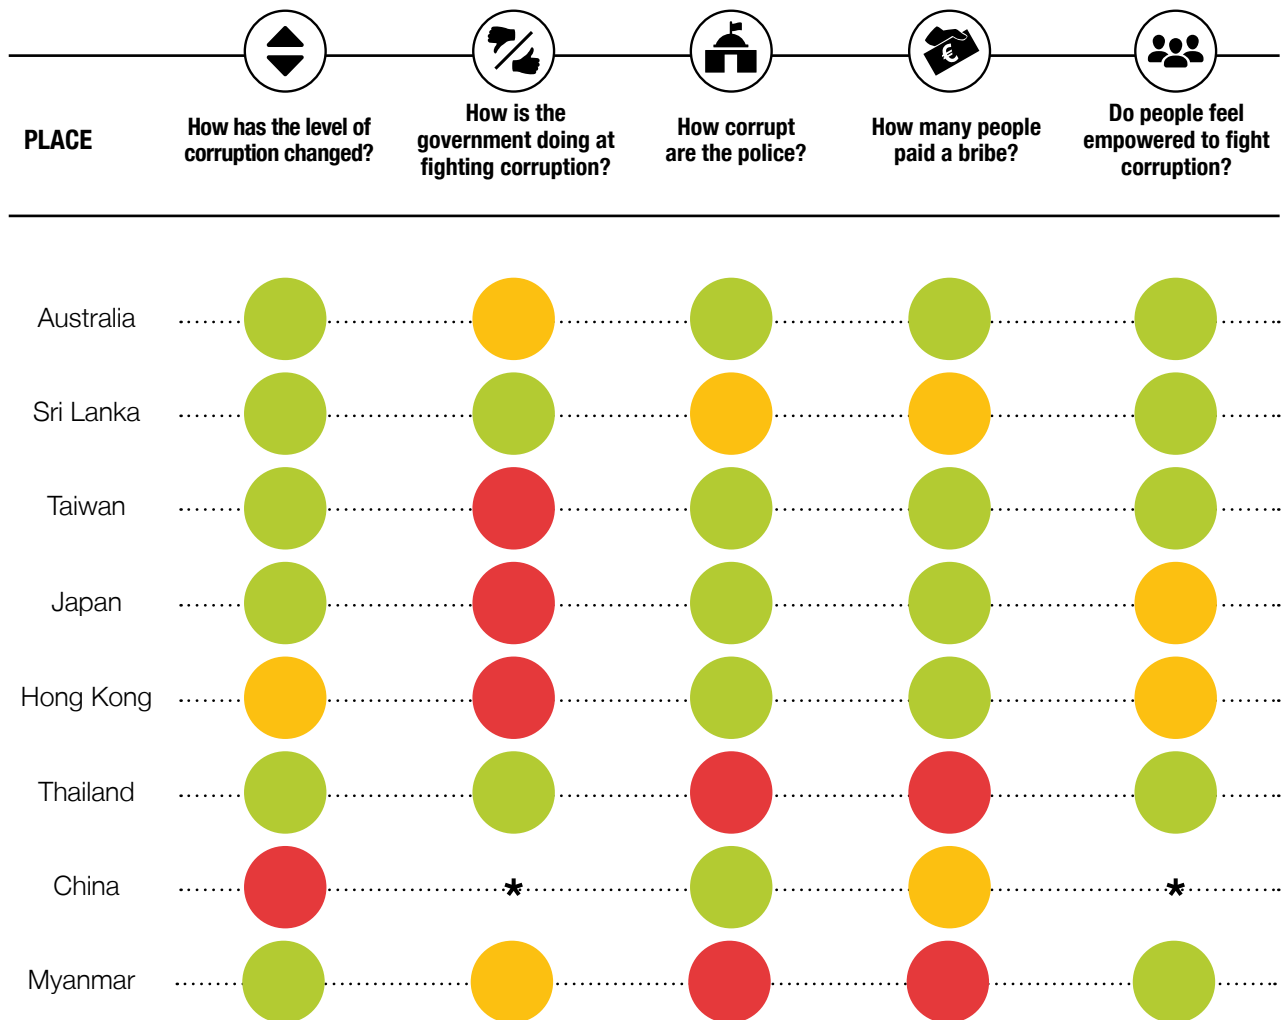 PLACE
How has the level of
corruption changed?
How is the
government doing at
fighting corruption?
How corrupt
are the police?
€
How many people
paid a bribe?
Do people feel
empowered to fight
corruption?
Australia
Sri Lanka
Taiwan
Japan
Hong Kong
Thailand
China * *
Myanmar